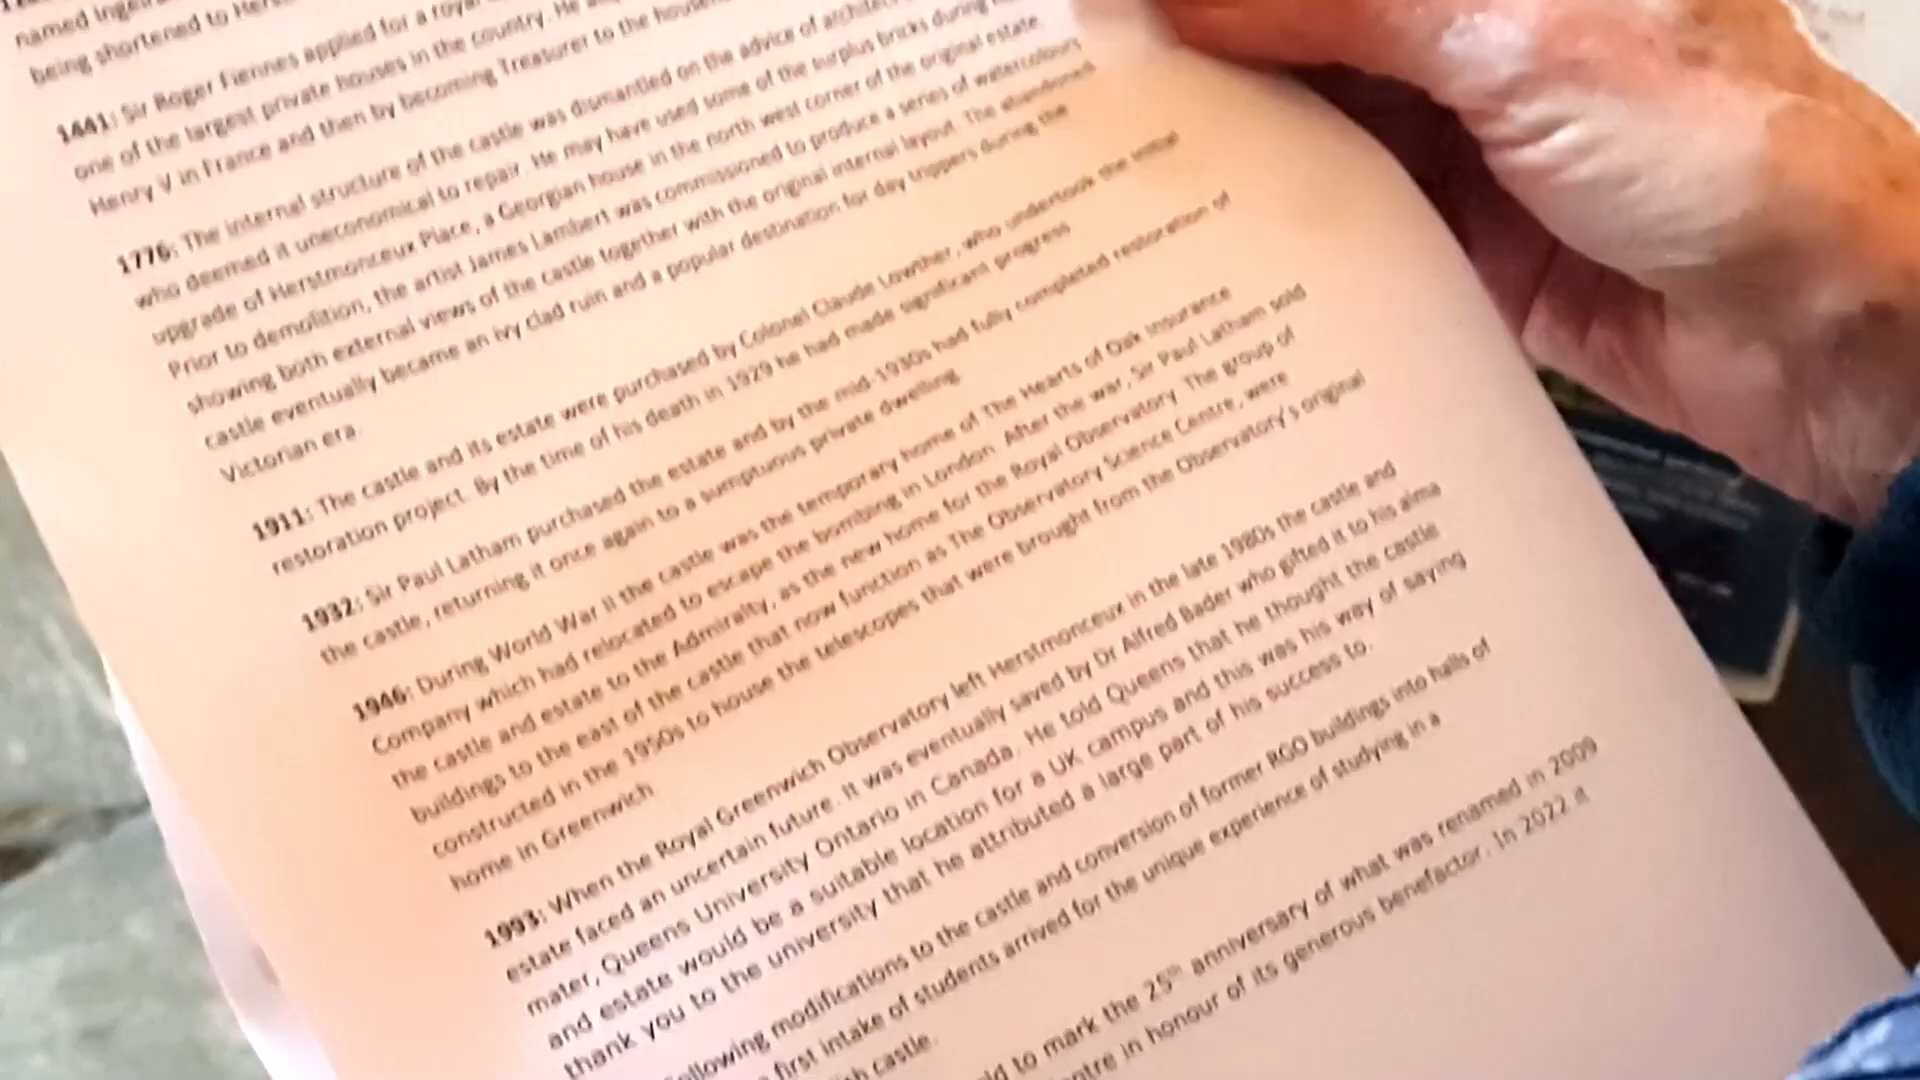 named
being shortened to
1441: Sir Roger Fiennes applied for a royal
one of the largest private houses in the country. He
Henry V in France and then by becoming Treasurer to the household
1776: The internal structure of the castle was dismantled on the advice of architect
who deemed it uneconomical to repair. He may have used some of the surplus bricks during
upgrade of Herstmonceux Place, a Georgian house in the north west corner of the original estate.
Prior to demolition, the artist James Lambert was commissioned to produce a series of watercolours
showing both external views of the castle together with the original internal layout. The abandoned
castle eventually became an ivy clad ruin and a popular destination for day trippers during the
Victorian era.
1911: The castle and its estate were purchased by Colonel Claude Lowther, who undertook the initial
restoration project. By the time of his death in 1929 he had made significant progress
1932: Sir Paul Latham purchased the estate and by the mid-1930s had fully completed restoration of
the castle, returning it once again to a sumptuous private dwelling.
1946: During World War II the castle was the temporary home of The Hearts of Oak Insurance
Company which had relocated to escape the bombing in London. After the war, Sir Paul Latham sold
the castle and estate to the Admiralty, as the new home for the Royal Observatory. The group of
buildings to the east of the castle that now function as The Observatory Science Centre, were
constructed in the 1950s to house the telescopes that were brought from the Observatory's original
home in Greenwich.
1993: When the Royal Greenwich Observatory left Herstmonceux in the late 1980s the castle and
estate faced an uncertain future. It was eventually saved by Dr Alfred Bader who gifted it to his alma
mater, Queens University Ontario in Canada. He told Queens that he thought the castle
and estate would be a suitable location for a UK campus and this was his way of saying
thank you to the university that he attributed a large part of his success to.
following modifications to the castle and conversion of former RGO buildings into halls of
first intake of students arrived for the unique experience of studying in a
castle.
to mark the 25th anniversary of what was renamed in 2009
in honour of its generous benefactor. In 2022 it